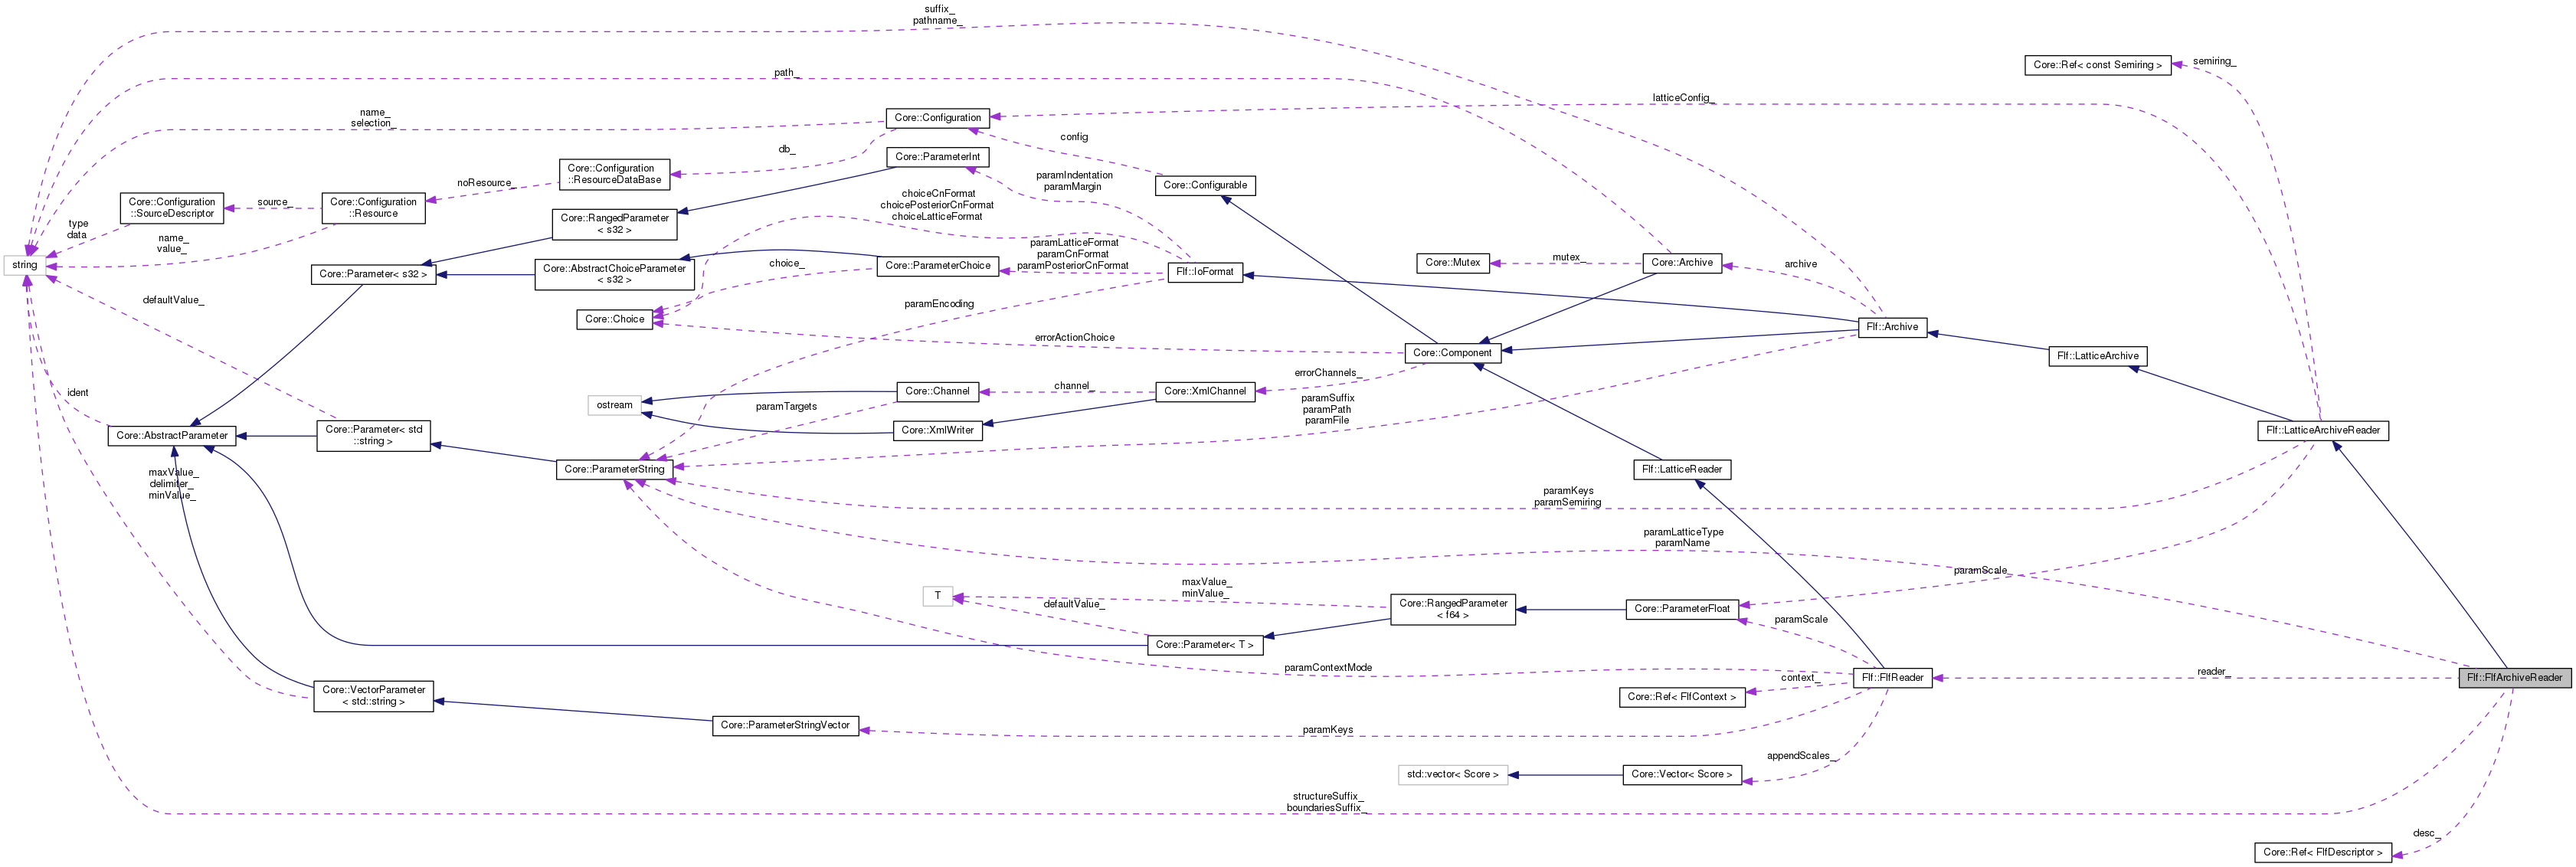 suffix_
pathname_
Core::Ref< const Semiring >
semiring_
path_
latticeConfig_
name_
selection_
Core::Configuration
config
db_
Core::ParameterInt
Core::Configuration
::ResourceDataBase
noResource_
paramIndentation
paramMargin
Core::Configurable
Core::Configuration
::SourceDescriptor
source_
Core::Configuration
::Resource
choiceCnFormat
choicePosteriorCnFormat
choiceLatticeFormat
Core::RangedParameter
< s32 >
type
data
name_
value_
string
Core::Parameter< s32 >
Core::AbstractChoiceParameter
< s32 >
choice_
Core::ParameterChoice
paramLatticeFormat
paramCnFormat
paramPosteriorCnFormat
Flf::IoFormat
Core::Mutex
mutex_
Core::Archive
archive
defaultValue_
Core::Choice
paramEncoding
errorActionChoice
Flf::Archive
Core::Component
Flf::LatticeArchive
ident
ostream
Core::Channel
channel_
Core::XmlChannel
errorChannels_
paramTargets
paramSuffix
paramPath
paramFile
Core::AbstractParameter
Core::Parameter< std
::string >
Core::XmlWriter
Flf::LatticeArchiveReader
maxValue_
delimiter_
minValue_
Core::ParameterString
Flf::LatticeReader
paramKeys
paramSemiring
paramLatticeType
paramName
paramScale
T
maxValue_
minValue_
defaultValue_
Core::RangedParameter
< f64 >
Core::ParameterFloat
paramScale
Core::Parameter< T >
paramContextMode
Core::VectorParameter
< std::string >
context_
Flf::FlfReader
reader_
Flf::FlfArchiveReader
Core::Ref< FlfContext >
Core::ParameterStringVector
paramKeys
appendScales_
std::vector< Score >
Core::Vector< Score >
structureSuffix_
boundariesSuffix_
desc_
Core::Ref< FlfDescriptor >